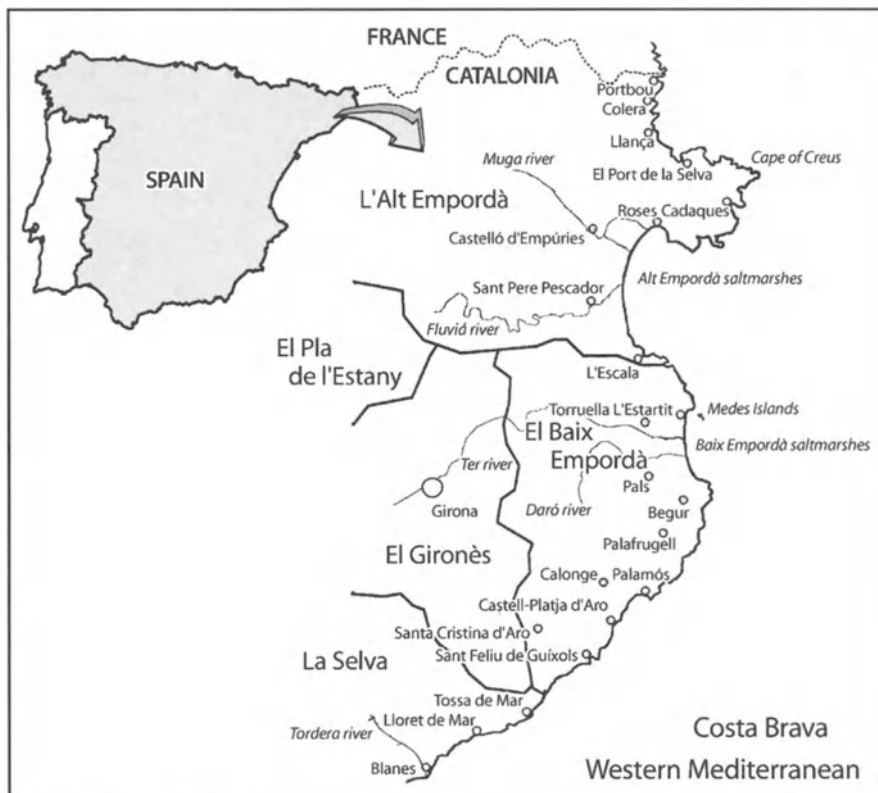 FRANCE
CATALONIA
Portbou
Colera
Llançà
Muga river
El Port de la Selva
Cape of Creus
SPAIN
L'Alt Empordà
Roses
Cadaques
Castelló d'Empúries
Alt Empordà saltmarshes
Sant Pere Pescador
Fluviá river
El Pla
de l'Estany
L'Escala
Torruella
L'Estartit
Medes Islands
El Baix
Empordà
Baix Empordà saltmarshes
Ter river
Pals
Girona
Daró river
Begur
Palafrugell
El Gironès
Calonge
Palamós
Castell-Platja d'Aro
Santa Cristina d'Aro
Sant Feliu de Guíxols
La Selva
Tossa de Mar
Lloret de Mar
Tordera river
Blanes
Costa Brava
Western Mediterranean